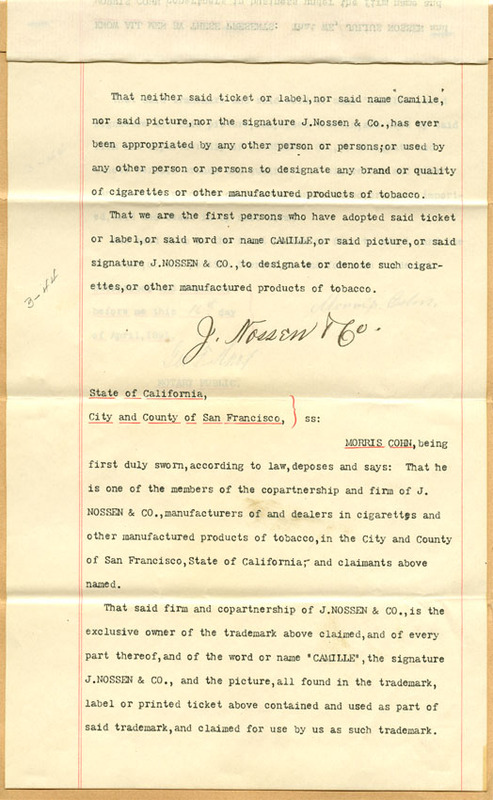 That neither said ticket or label,nor said name 'Camille,'
nor said picture,nor the signature J.Nossen & Co.,has ever
been appropriated by any other person or persons;or used by
any other person or persons to designate any brand or quality
of cigarettes or other manufactured products of tobacco.
That we are the first persons who have adopted said ticket
or label,or said word or name CAMILLE,or said picture,or said
signature J.NOSSEN & CO.,to designate or denote such cigar-
ettes,or other manufactured products of tobacco.
3-44
J. Nossen & Co.
State of California,
City and County of San Francisco, ) ss:
MORRIS COHN,being
first duly sworn,according to law,deposes and says: That he
is one of the members of the copartnership and firm of J.
NOSSEN & CO.,manufacturers of and dealers in cigarettes and
other manufactured products of tobacco,in the City and County
of San Francisco,State of California;- and claimants above
named.
That said firm and copartnership of J.NOSSEN & CO.,is the
exclusive owner of the trademark above claimed,and of every
part thereof,and of the word or name "CAMILLE",the signature
J.NOSSEN & CO., and the picture,all found in the trademark,
label or printed ticket above contained and used as part of
said trademark,and claimed for use by us as such trademark.